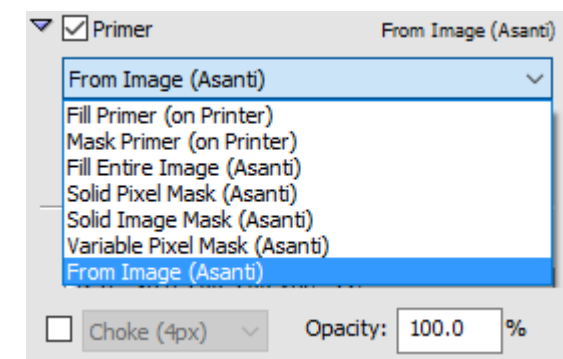 Primer From Image (Asanti)
From Image (Asanti)
Fill Primer (on Printer)
Mask Primer (on Printer)
Fill Entire Image (Asanti)
Solid Pixel Mask (Asanti)
Solid Image Mask (Asanti)
Variable Pixel Mask (Asanti)
From Image (Asanti)
Choke (4px) Opacity: 100.0 %